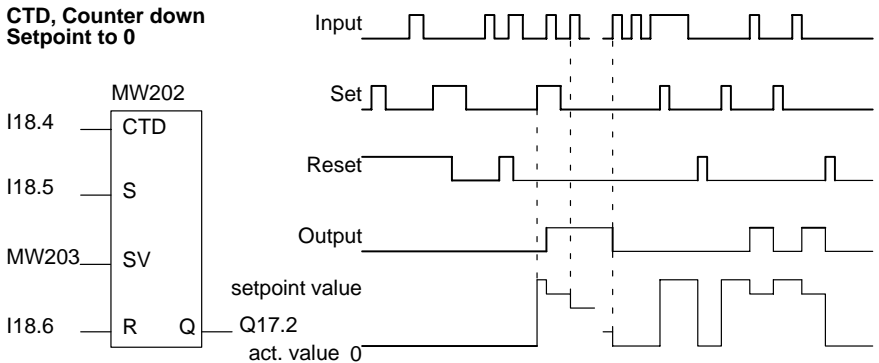 CTD, Counter down
Setpoint to 0
MW202
I18.4
CTD
I18.5
S
MW203
SV
I18.6
R
Q
Q17.2
Input
Set
Reset
Output
setpoint value
act. value 0